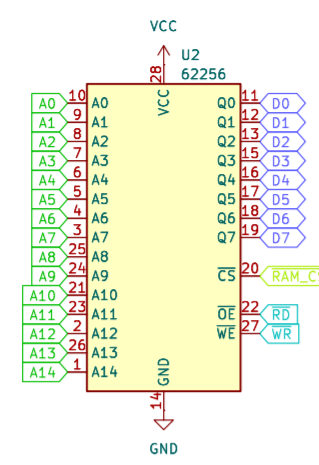 VCC
U2
62256
28
VCC
A0 10 A0 Q0 11 D0
A1 9 A1 Q1 12 D1
A2 8 A2 Q2 13 D2
A3 7 A3 Q3 15 D3
A4 6 A4 Q4 16 D4
A5 5 A5 Q5 17 D5
A6 4 A6 Q6 18 D6
A7 3 A7 Q7 19 D7
A8 25 A8
A9 24 A9 CS 20 RAM_CS
A10 21 A10
A11 23 A11 OE 22 RD
A12 2 A12 WE 27 WR
A13 26 A13
A14 1 A14
GND
14
GND